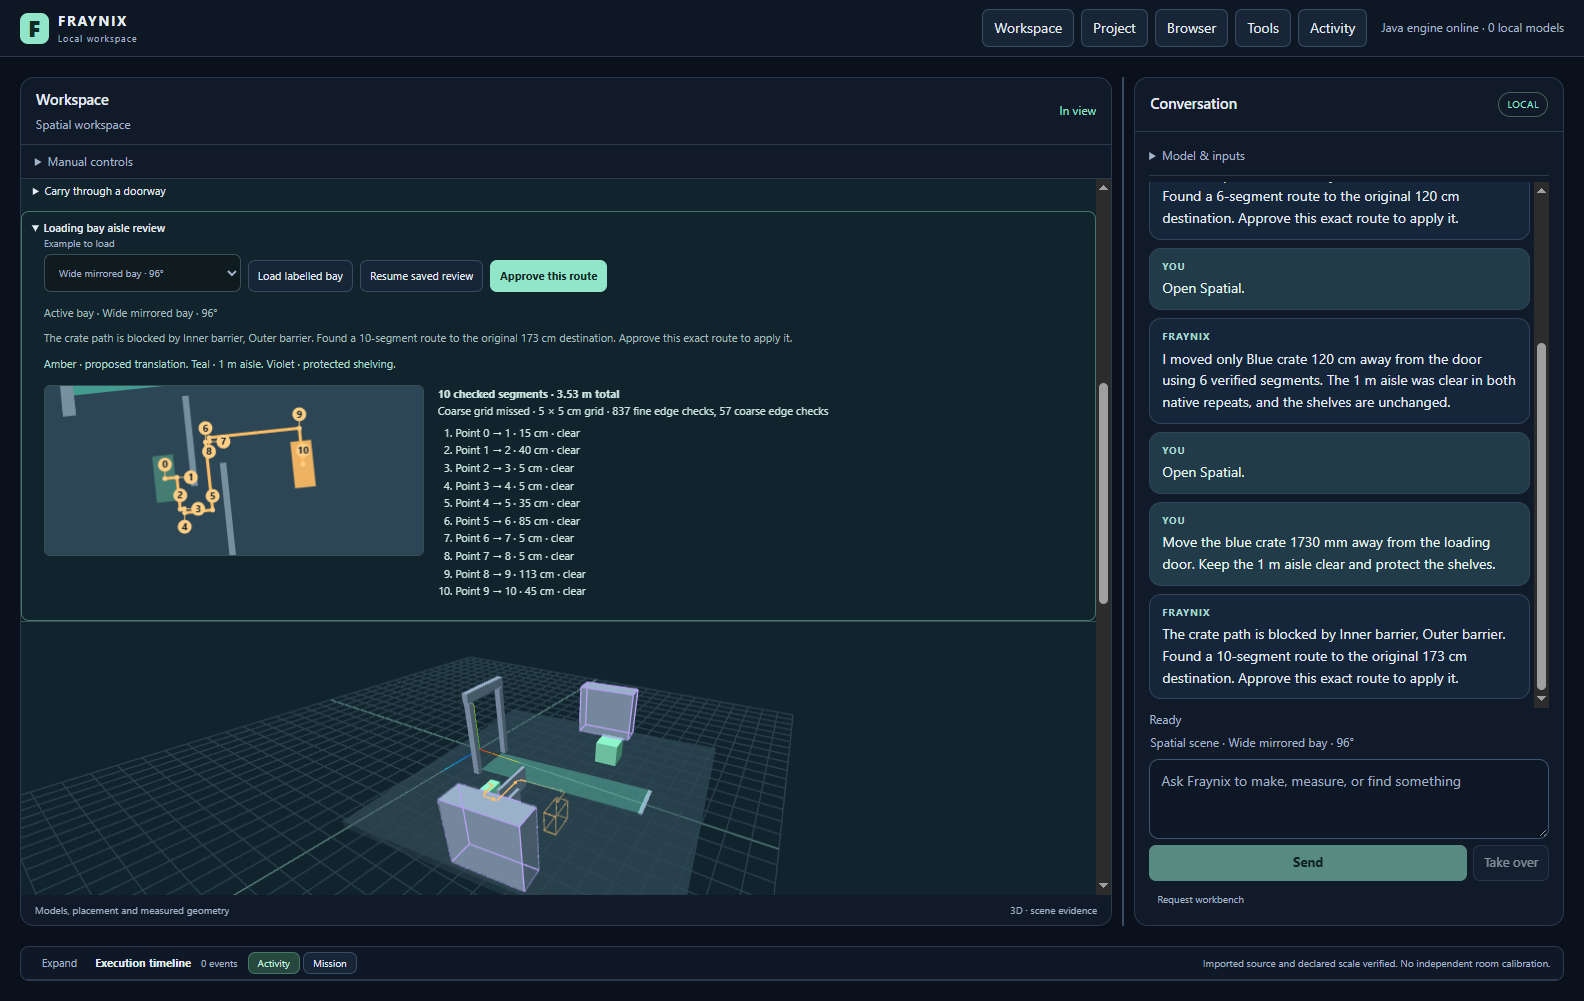 F
FRAYNIX
Local workspace
Workspace
Project
Browser
Tools
Activity
Java engine online · 0 local models
Workspace
Spatial workspace
In view
▶ Manual controls
▶ Carry through a doorway
▼ Loading bay aisle review
Example to load
Wide mirrored bay · 96°
Load labelled bay
Resume saved review
Approve this route
Active bay · Wide mirrored bay · 96°
The crate path is blocked by Inner barrier, Outer barrier. Found a 10-segment route to the original 173 cm destination. Approve this exact route to apply it.
Amber · proposed translation. Teal · 1 m aisle. Violet · protected shelving.
0
1
2
3
4
5
6
7
8
9
10
10 checked segments · 3.53 m total
Coarse grid missed · 5 × 5 cm grid · 837 fine edge checks, 57 coarse edge checks
1. Point 0 → 1 · 15 cm · clear
2. Point 1 → 2 · 40 cm · clear
3. Point 2 → 3 · 5 cm · clear
4. Point 3 → 4 · 5 cm · clear
5. Point 4 → 5 · 35 cm · clear
6. Point 5 → 6 · 85 cm · clear
7. Point 6 → 7 · 5 cm · clear
8. Point 7 → 8 · 5 cm · clear
9. Point 8 → 9 · 113 cm · clear
10. Point 9 → 10 · 45 cm · clear
Models, placement and measured geometry
3D · scene evidence
Conversation
LOCAL
▶ Model & inputs
Found a 6-segment route to the original 120 cm
destination. Approve this exact route to apply it.
YOU
Open Spatial.
FRAYNIX
I moved only Blue crate 120 cm away from the door
using 6 verified segments. The 1 m aisle was clear in both
native repeats, and the shelves are unchanged.
YOU
Open Spatial.
YOU
Move the blue crate 1730 mm away from the loading
door. Keep the 1 m aisle clear and protect the shelves.
FRAYNIX
The crate path is blocked by Inner barrier, Outer barrier.
Found a 10-segment route to the original 173 cm
destination. Approve this exact route to apply it.
Ready
Spatial scene · Wide mirrored bay · 96°
Ask Fraynix to make, measure, or find something
Send
Take over
Request workbench
Expand
Execution timeline
0 events
Activity
Mission
Imported source and declared scale verified. No independent room calibration.